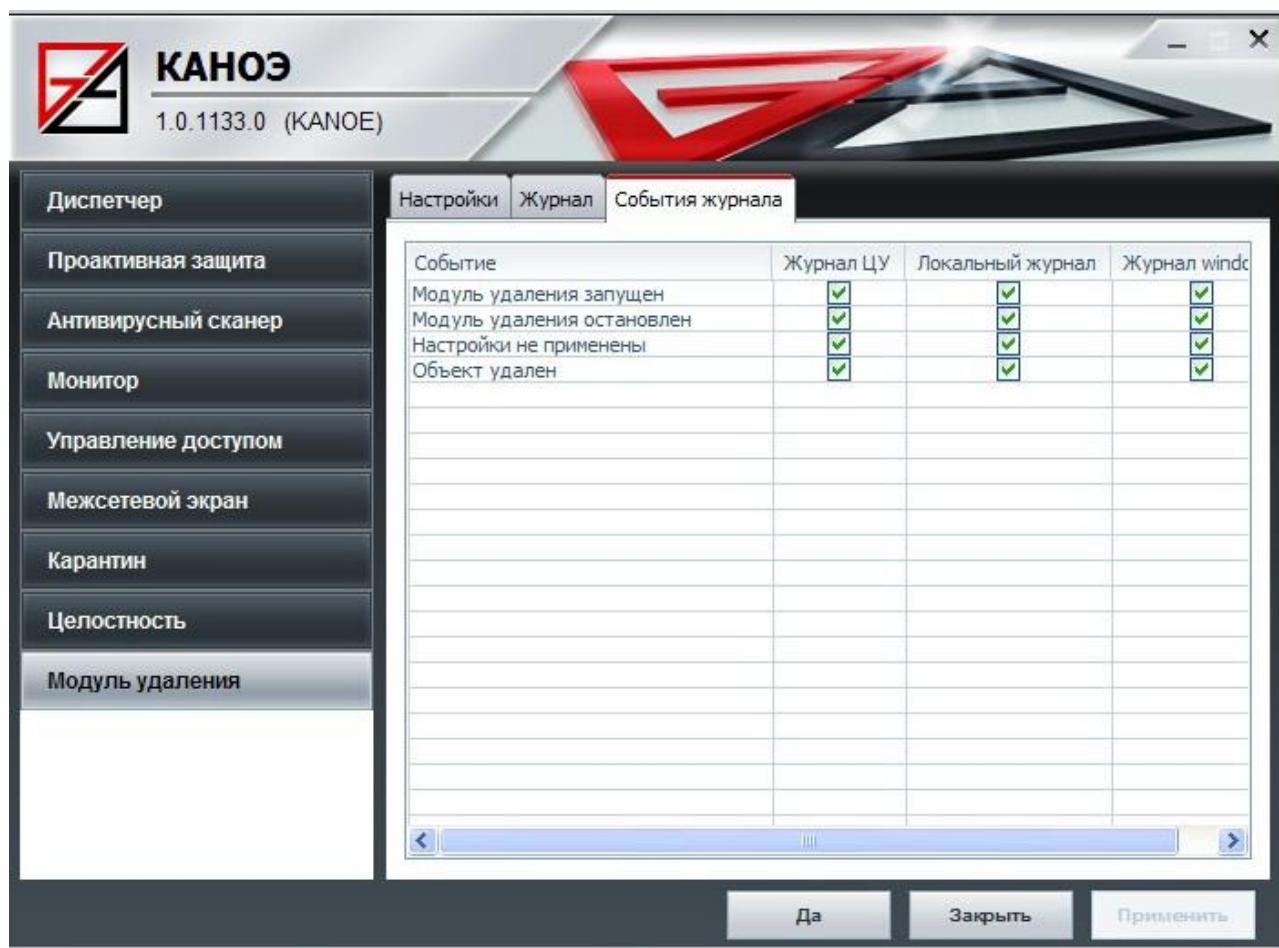 КАНОЭ
1.0.1133.0 (KANOE)
Диспетчер
Проактивная защита
Антивирусный сканер
Монитор
Управление доступом
Межсетевой экран
Карантин
Целостность
Модуль удаления
Настройки Журнал События журнала
Событие Журнал ЦУ Локальный журнал Журнал windo
Модуль удаления запущен
Модуль удаления остановлен
Настройки не применены
Объект удален
Да Закрыть Применить